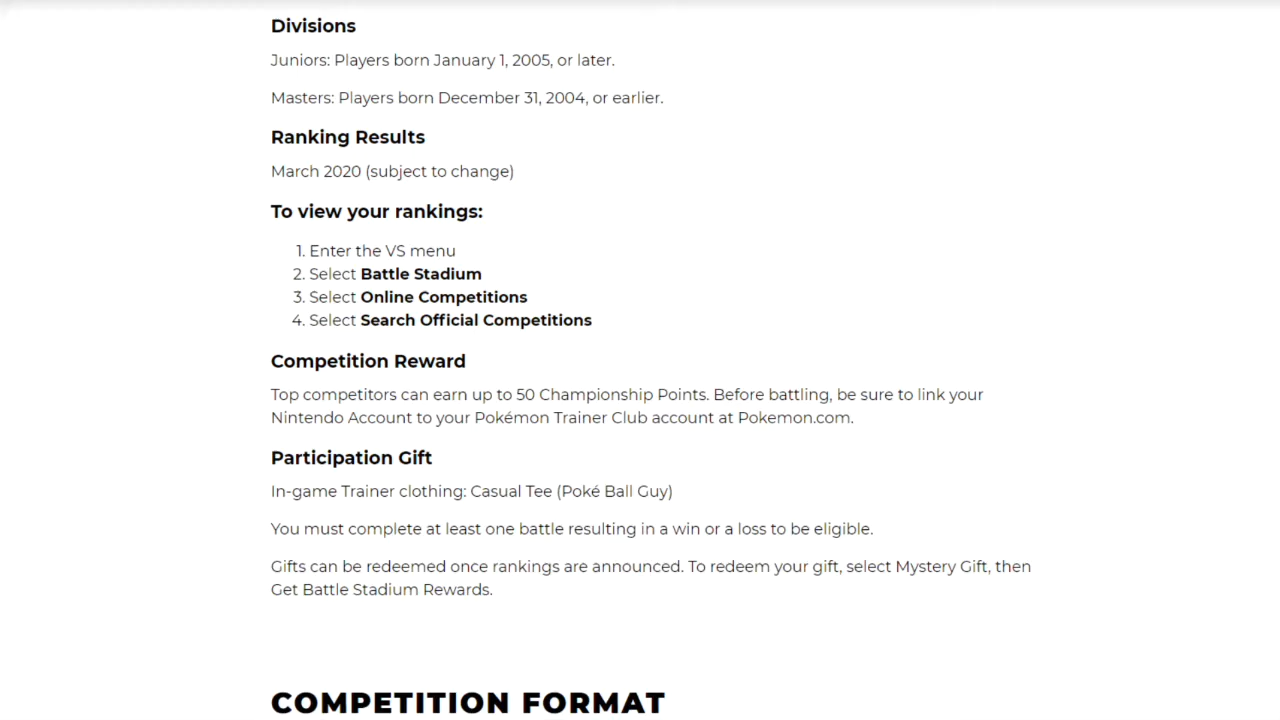 Divisions
Juniors: Players born January 1, 2005, or later.
Masters: Players born December 31, 2004, or earlier.
Ranking Results
March 2020 (subject to change)
To view your rankings:
1. Enter the VS menu
2. Select Battle Stadium
3. Select Online Competitions
4. Select Search Official Competitions
Competition Reward
Top competitors can earn up to 50 Championship Points. Before battling, be sure to link your
Nintendo Account to your Pokémon Trainer Club account at Pokemon.com.
Participation Gift
In-game Trainer clothing: Casual Tee (Poké Ball Guy)
You must complete at least one battle resulting in a win or a loss to be eligible.
Gifts can be redeemed once rankings are announced. To redeem your gift, select Mystery Gift, then
Get Battle Stadium Rewards.
COMPETITION FORMAT